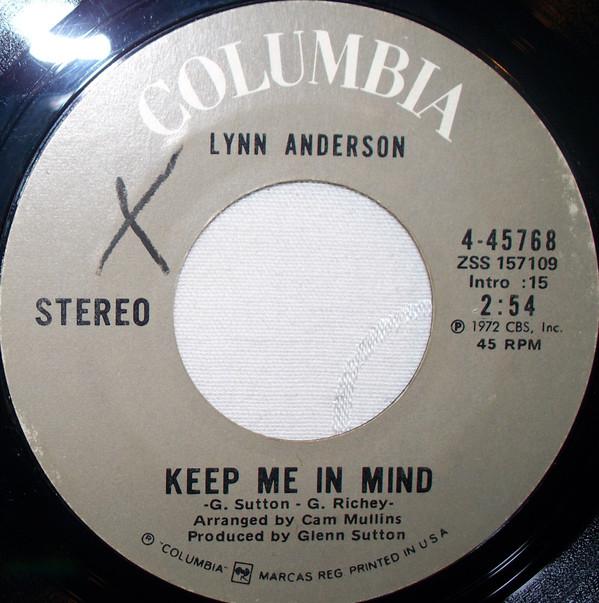 COLUMBIA
LYNN ANDERSON
X
STEREO
4-45768
ZSS 157109
Intro :15
2:54
Ⓟ 1972 CBS, Inc.
45 RPM
KEEP ME IN MIND
-G. Sutton - G. Richey-
Arranged by Cam Mullins
Produced by Glenn Sutton
® "COLUMBIA" MARCAS REG PRINTED IN U S A